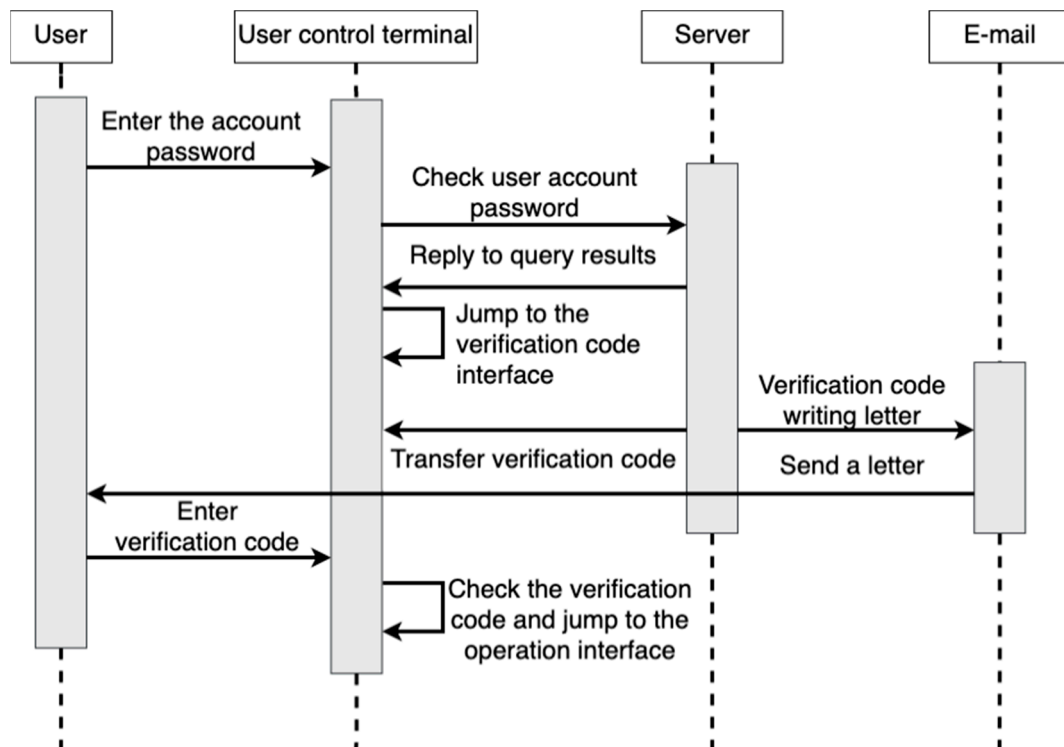 User
User control terminal
Server
E-mail
Enter the account
password
Check user account
password
Reply to query results
Jump to the
verification code
interface
Verification code
writing letter
Transfer verification code
Send a letter
Enter
verification code
Check the verification
code and jump to the
operation interface